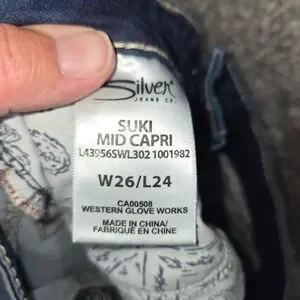 Silver
JEANS CO.
SUKI
MID CAPRI
L43956SWL302 1001982
W26/L24
CA00508
WESTERN GLOVE WORKS
MADE IN CHINA/
FABRIQUÉ EN CHINE